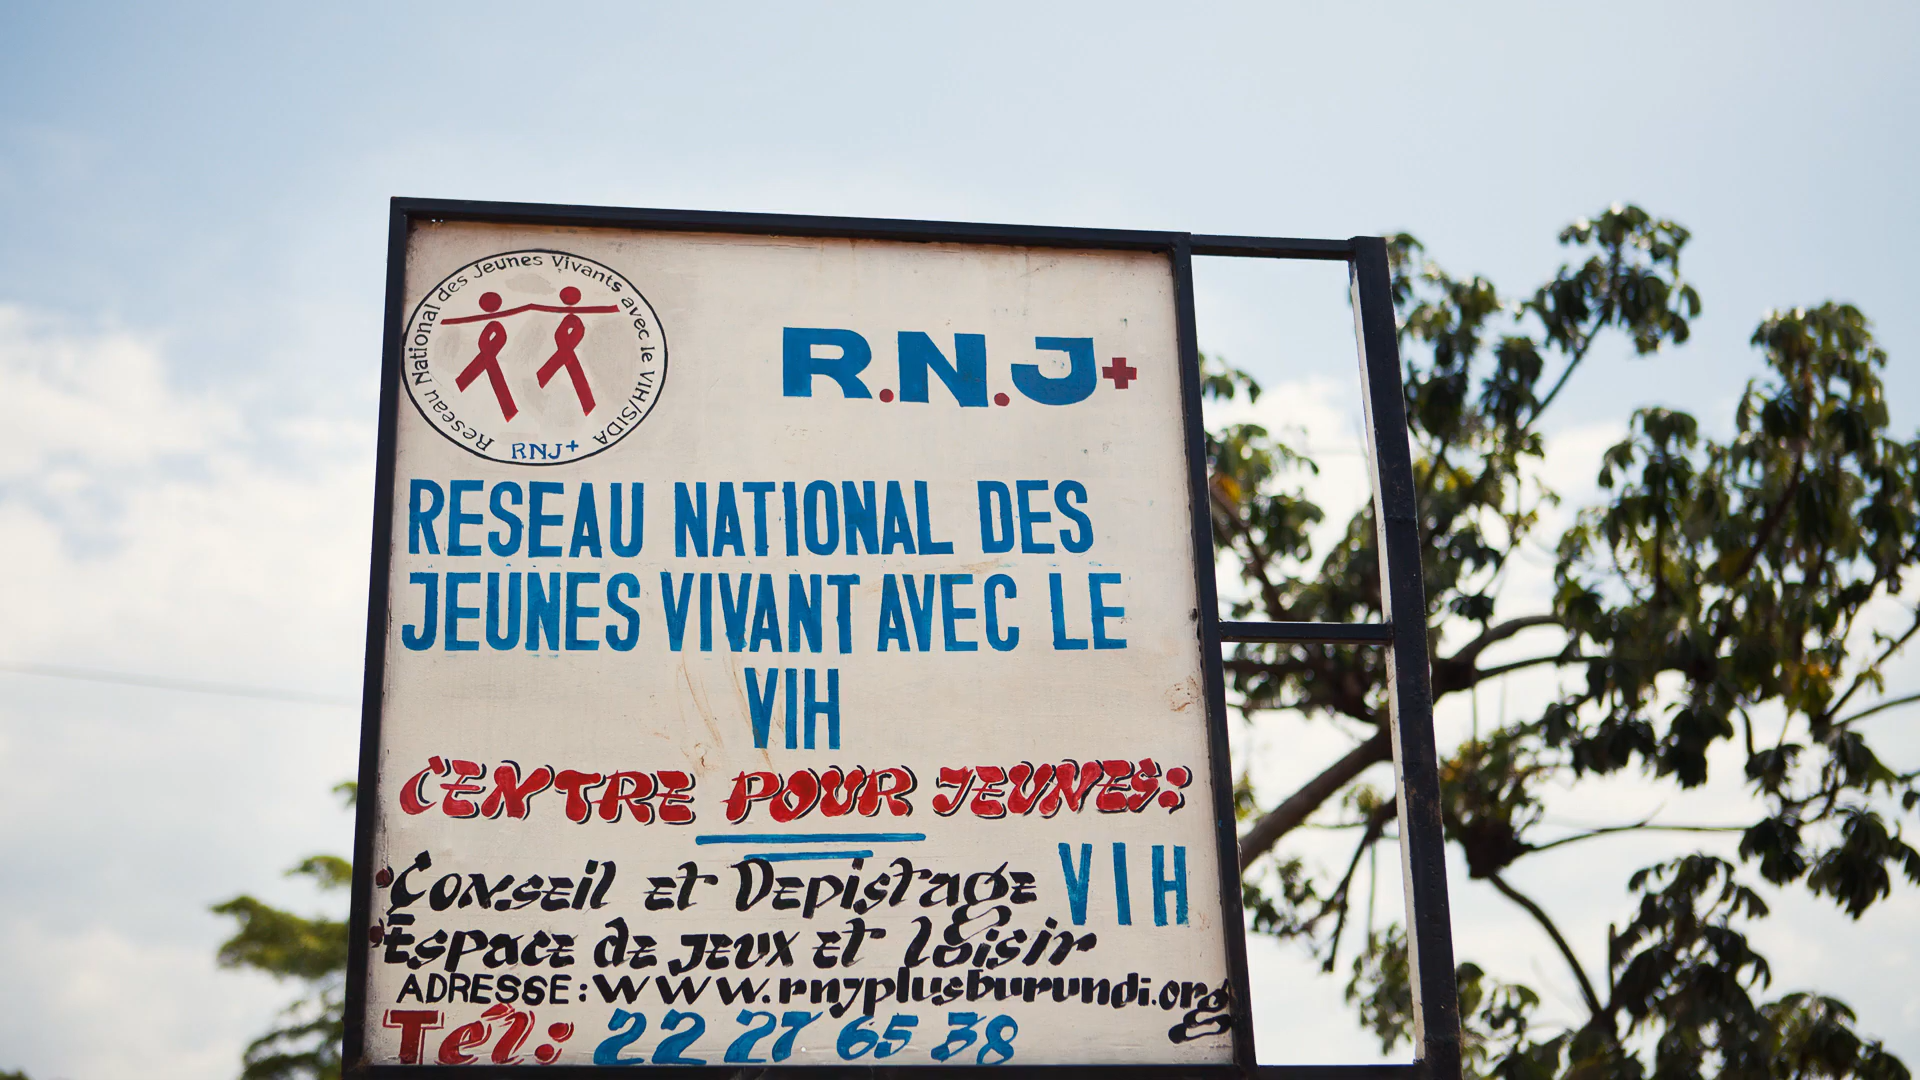 Reseau National des Jeunes Vivants avec le VIH/SIDA
RNJ+
R.N.J+
RESEAU NATIONAL DES
JEUNES VIVANT AVEC LE
VIH
CENTRE POUR JEUNES:
Conseil et Depistage VIH
Espace de jeux et loisir
ADRESSE: www.rnjplusburundi.org
Tél: 22 27 65 38